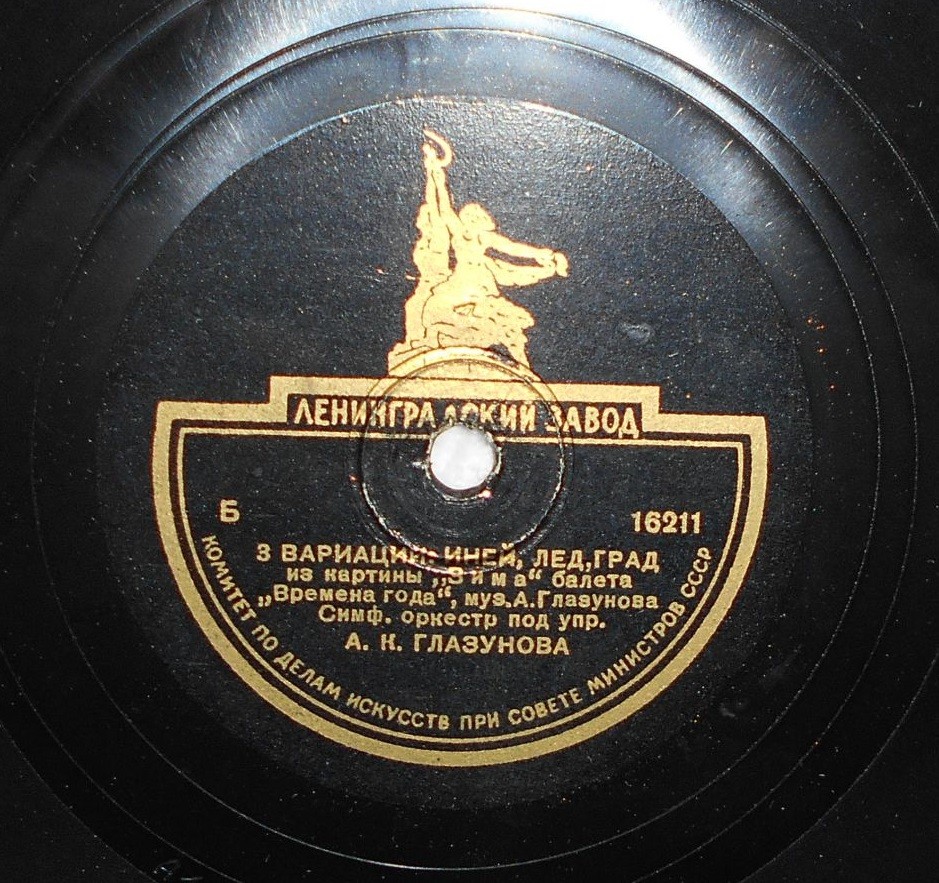 ЛЕНИНГРАДСКИЙ ЗАВОД
Б 16211
3 ВАРИАЦИИ: ИНЕЙ, ЛЕД, ГРАД
из картины „Зима“ балета
„Времена года“, муз. А. Глазунова
Симф. оркестр под упр.
А. К. ГЛАЗУНОВА
КОМИТЕТ ПО ДЕЛАМ ИСКУССТВ ПРИ СОВЕТЕ МИНИСТРОВ СССР